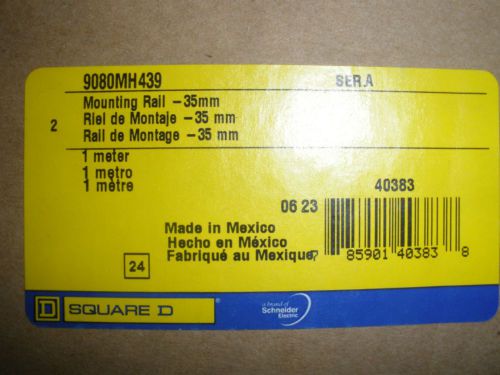 9080MH439 SER.A
Mounting Rail -35mm
2 Riel de Montaje -35 mm
Rail de Montage -35 mm
1 meter
1 metro
1 mètre
06 23 40383
Made in Mexico
Hecho en México
Fabriqué au Mexique
7 85901 40383 8
24
D SQUARE D
a brand of
Schneider
Electric